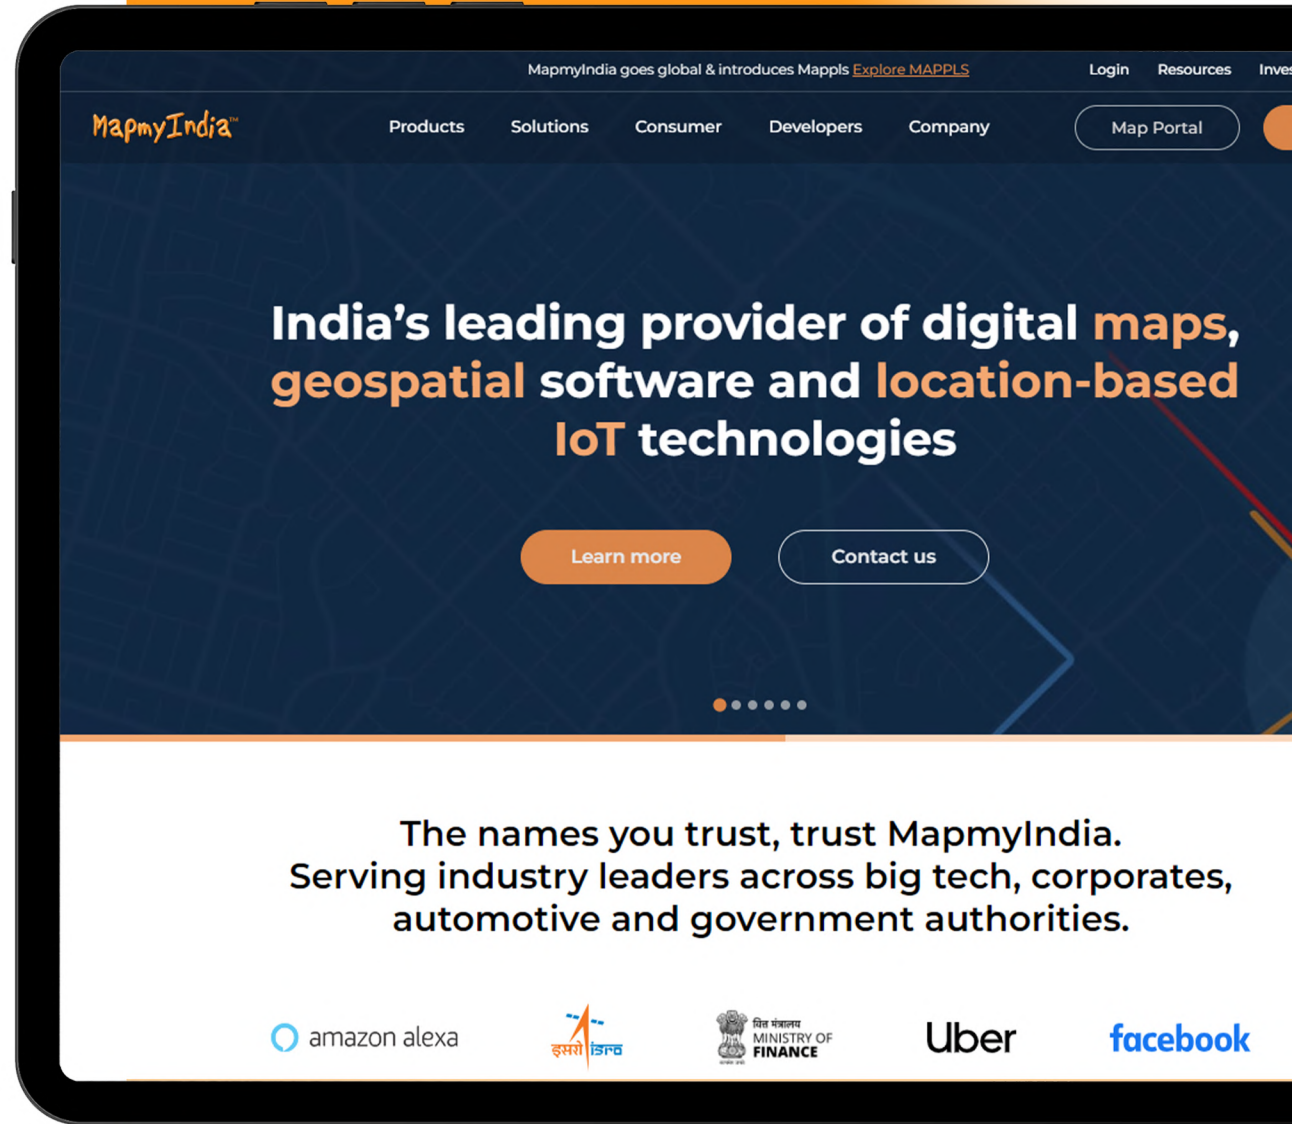 MapmyIndia goes global & introduces Mappls Explore MAPPLS
Login Resources
MapmyIndia™
Products Solutions Consumer Developers Company Map Portal
India's leading provider of digital maps,
geospatial software and location-based
IoT technologies
Learn more Contact us
The names you trust, trust MapmyIndia.
Serving industry leaders across big tech, corporates,
automotive and government authorities.
amazon alexa
इसरो isro
वित्त मंत्रालय
MINISTRY OF
FINANCE
Uber
facebook